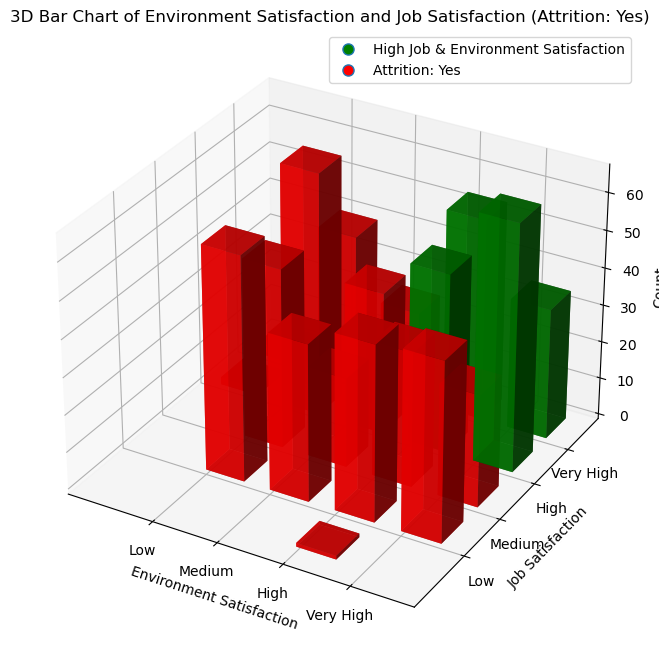 3D Bar Chart of Environment Satisfaction and Job Satisfaction (Attrition: Yes)
High Job & Environment Satisfaction
Attrition: Yes
60
50
40
30
20
10
0
Count
Very High
High
Medium
Low
Job Satisfaction
Low
Medium
High
Very High
Environment Satisfaction